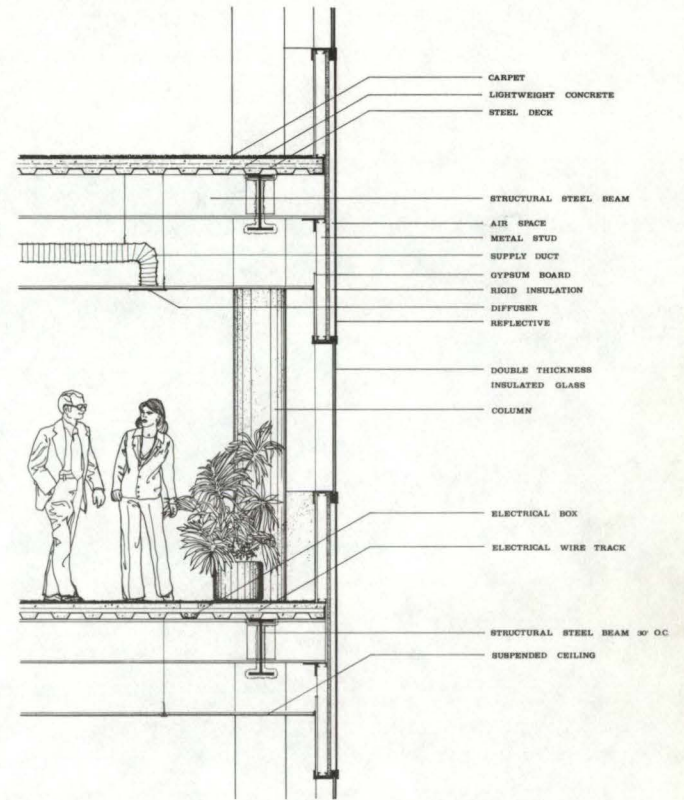 CARPET
LIGHTWEIGHT CONCRETE
STEEL DECK
STRUCTURAL STEEL BEAM
AIR SPACE
METAL STUD
SUPPLY DUCT
GYPSUM BOARD
RIGID INSULATION
DIFFUSER
REFLECTIVE
DOUBLE THICKNESS
INSULATED GLASS
COLUMN
ELECTRICAL BOX
ELECTRICAL WIRE TRACK
STRUCTURAL STEEL BEAM 30' O.C.
SUSPENDED CEILING